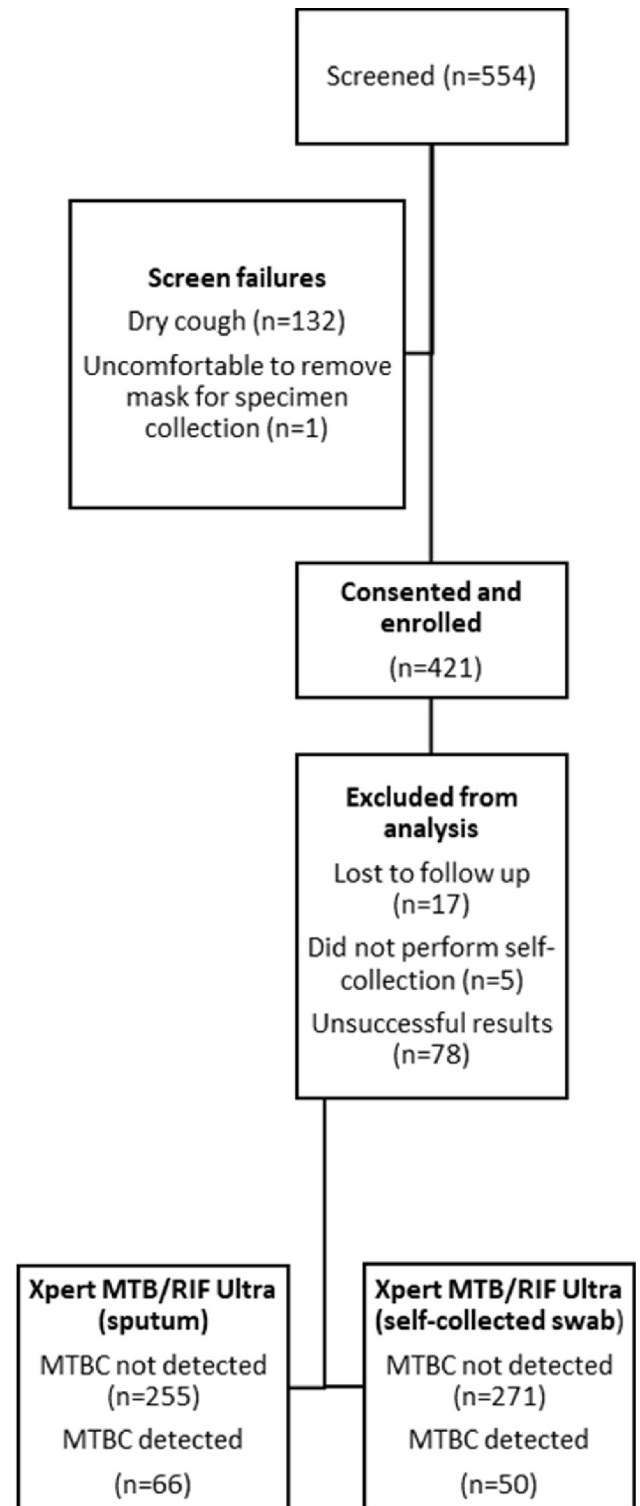 Screened (n=554)
Screen failures
Dry cough (n=132)
Uncomfortable to remove
mask for specimen
collection (n=1)
Consented and
enrolled
(n=421)
Excluded from
analysis
Lost to follow up
(n=17)
Did not perform self-
collection (n=5)
Unsuccessful results
(n=78)
Xpert MTB/RIF Ultra
(sputum)
MTBC not detected
(n=255)
MTBC detected
(n=66)
Xpert MTB/RIF Ultra
(self-collected swab)
MTBC not detected
(n=271)
MTBC detected
(n=50)